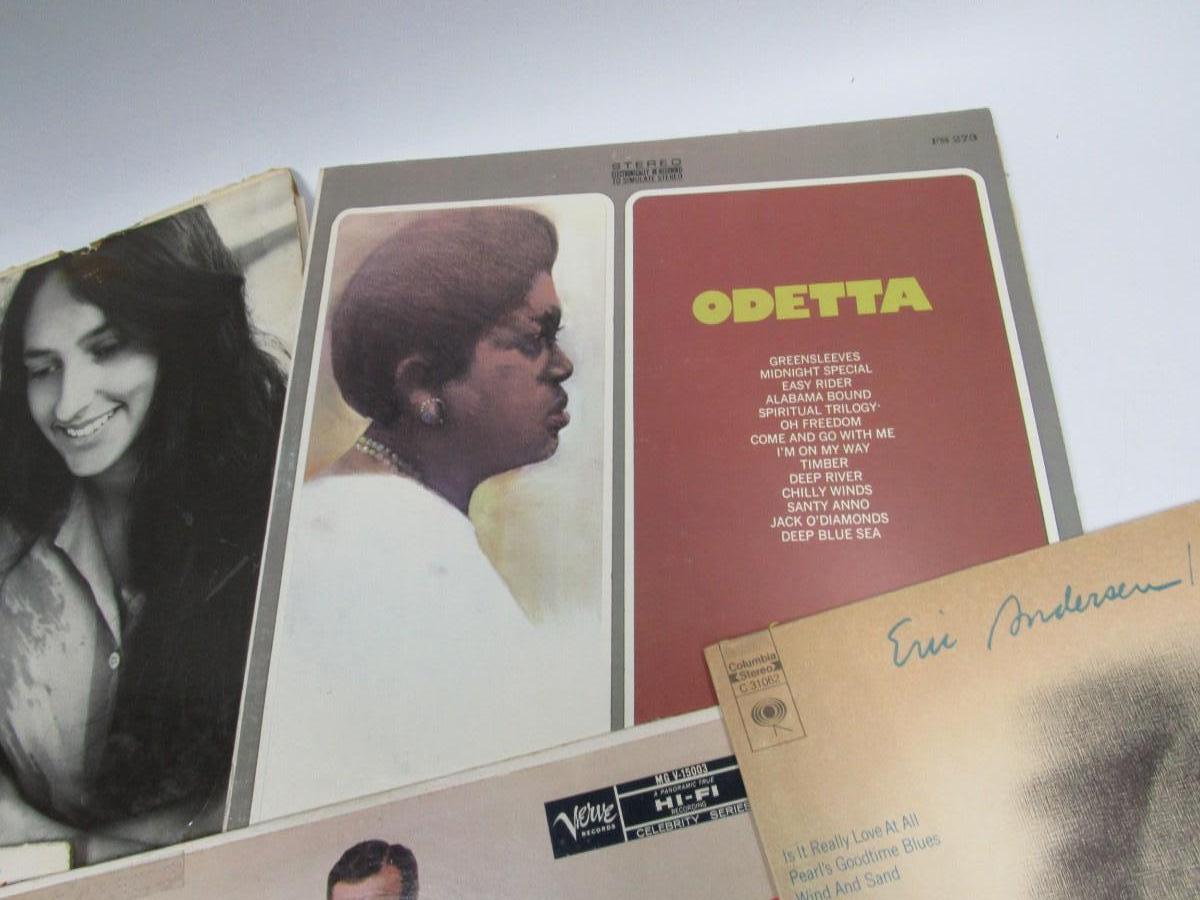 STEREO
ELECTRONICALLY RE-RECORDED
TO SIMULATE STEREO
FS 273
ODETTA
GREENSLEEVES
MIDNIGHT SPECIAL
EASY RIDER
ALABAMA BOUND
SPIRITUAL TRILOGY·
OH FREEDOM
COME AND GO WITH ME
I'M ON MY WAY
TIMBER
DEEP RIVER
CHILLY WINDS
SANTY ANNO
JACK O'DIAMONDS
DEEP BLUE SEA
Eric Andersen
Columbia
Stereo
C 31062
Is It Really Love At All
Pearl's Goodtime Blues
Wind And Sand
MG V-15003
A PANORAMIC TRUE
HI-FI
RECORDING
CELEBRITY SERIES
Verve
RECORDS